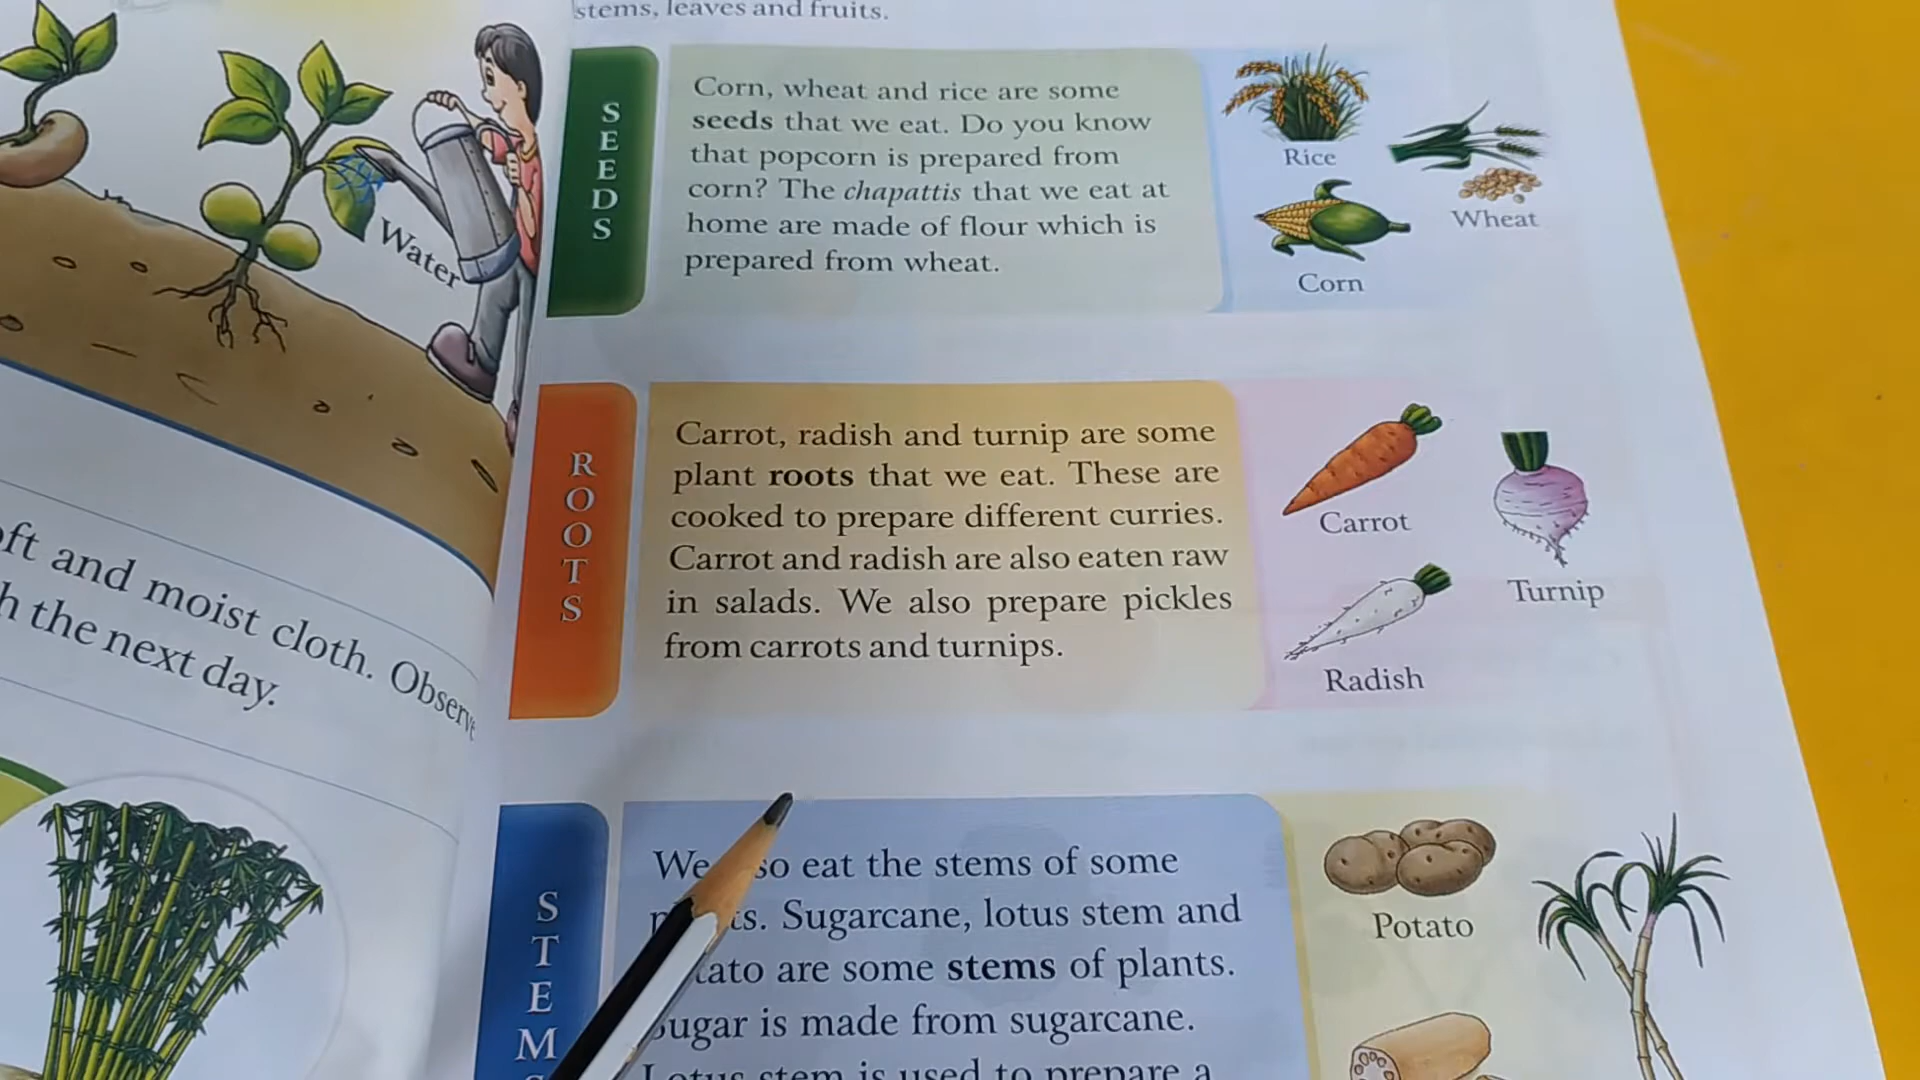 stems, leaves and fruits.
SEEDS
Corn, wheat and rice are some
seeds that we eat. Do you know
that popcorn is prepared from
corn? The chapattis that we eat at
home are made of flour which is
prepared from wheat.
Rice
Wheat
Corn
Water
ROOTS
Carrot, radish and turnip are some
plant roots that we eat. These are
cooked to prepare different curries.
Carrot and radish are also eaten raw
in salads. We also prepare pickles
from carrots and turnips.
Carrot
Turnip
Radish
and moist cloth. Observe
the next day.
STEMS
We eat the stems of some
Sugarcane, lotus stem and
are some stems of plants.
Sugar is made from sugarcane.
Lotus stem is used to prepare a
Potato